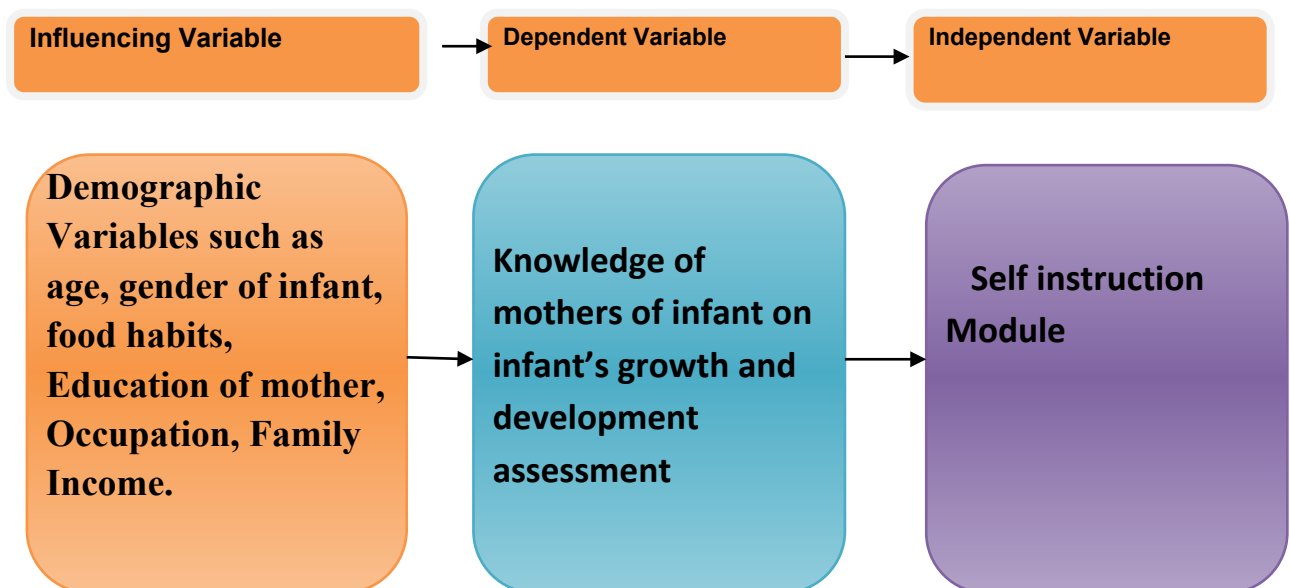 Influencing Variable
Dependent Variable
Independent Variable
Demographic
Variables such as
age, gender of infant,
food habits,
Education of mother,
Occupation, Family
Income.
Knowledge of
mothers of infant on
infant’s growth and
development
assessment
Self instruction
Module